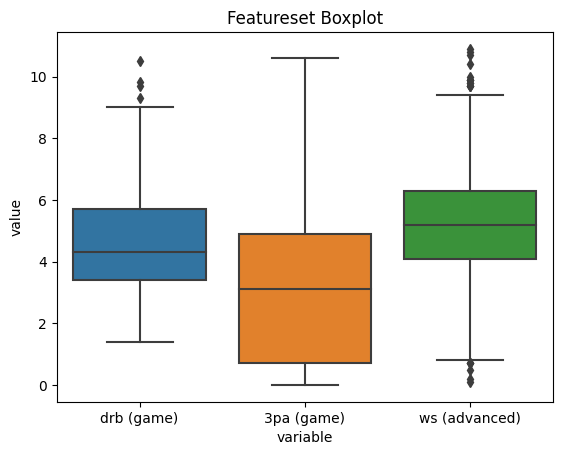 Featureset Boxplot
value
10
8
6
4
2
0
drb (game)
3pa (game)
ws (advanced)
variable